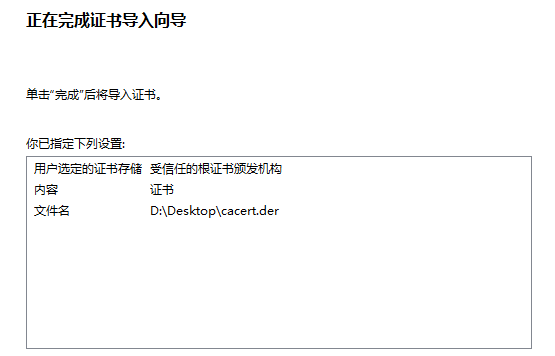 正在完成证书导入向导
单击“完成”后将导入证书。
你已指定下列设置:
用户选定的证书存储 受信任的根证书颁发机构
内容 证书
文件名 D:\Desktop\cacert.der